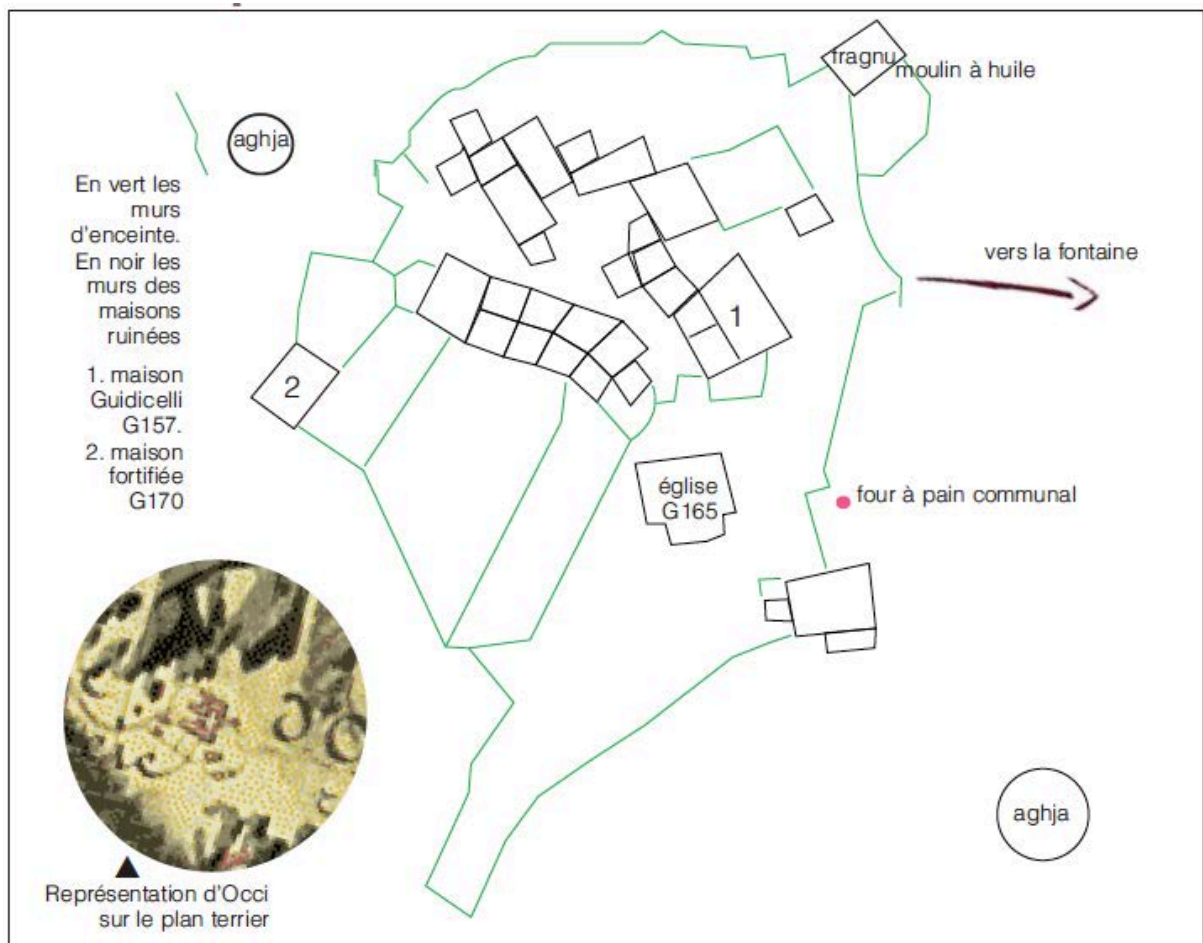 fragnu
moulin à huile
aghja
En vert les
murs
d'enceinte.
En noir les
murs des
maisons
ruinées
1. maison
Guidicelli
G157.
2. maison
fortifiée
G170
vers la fontaine
1
2
église
G165
four à pain communal
aghja
Représentation d'Occi
sur le plan terrier